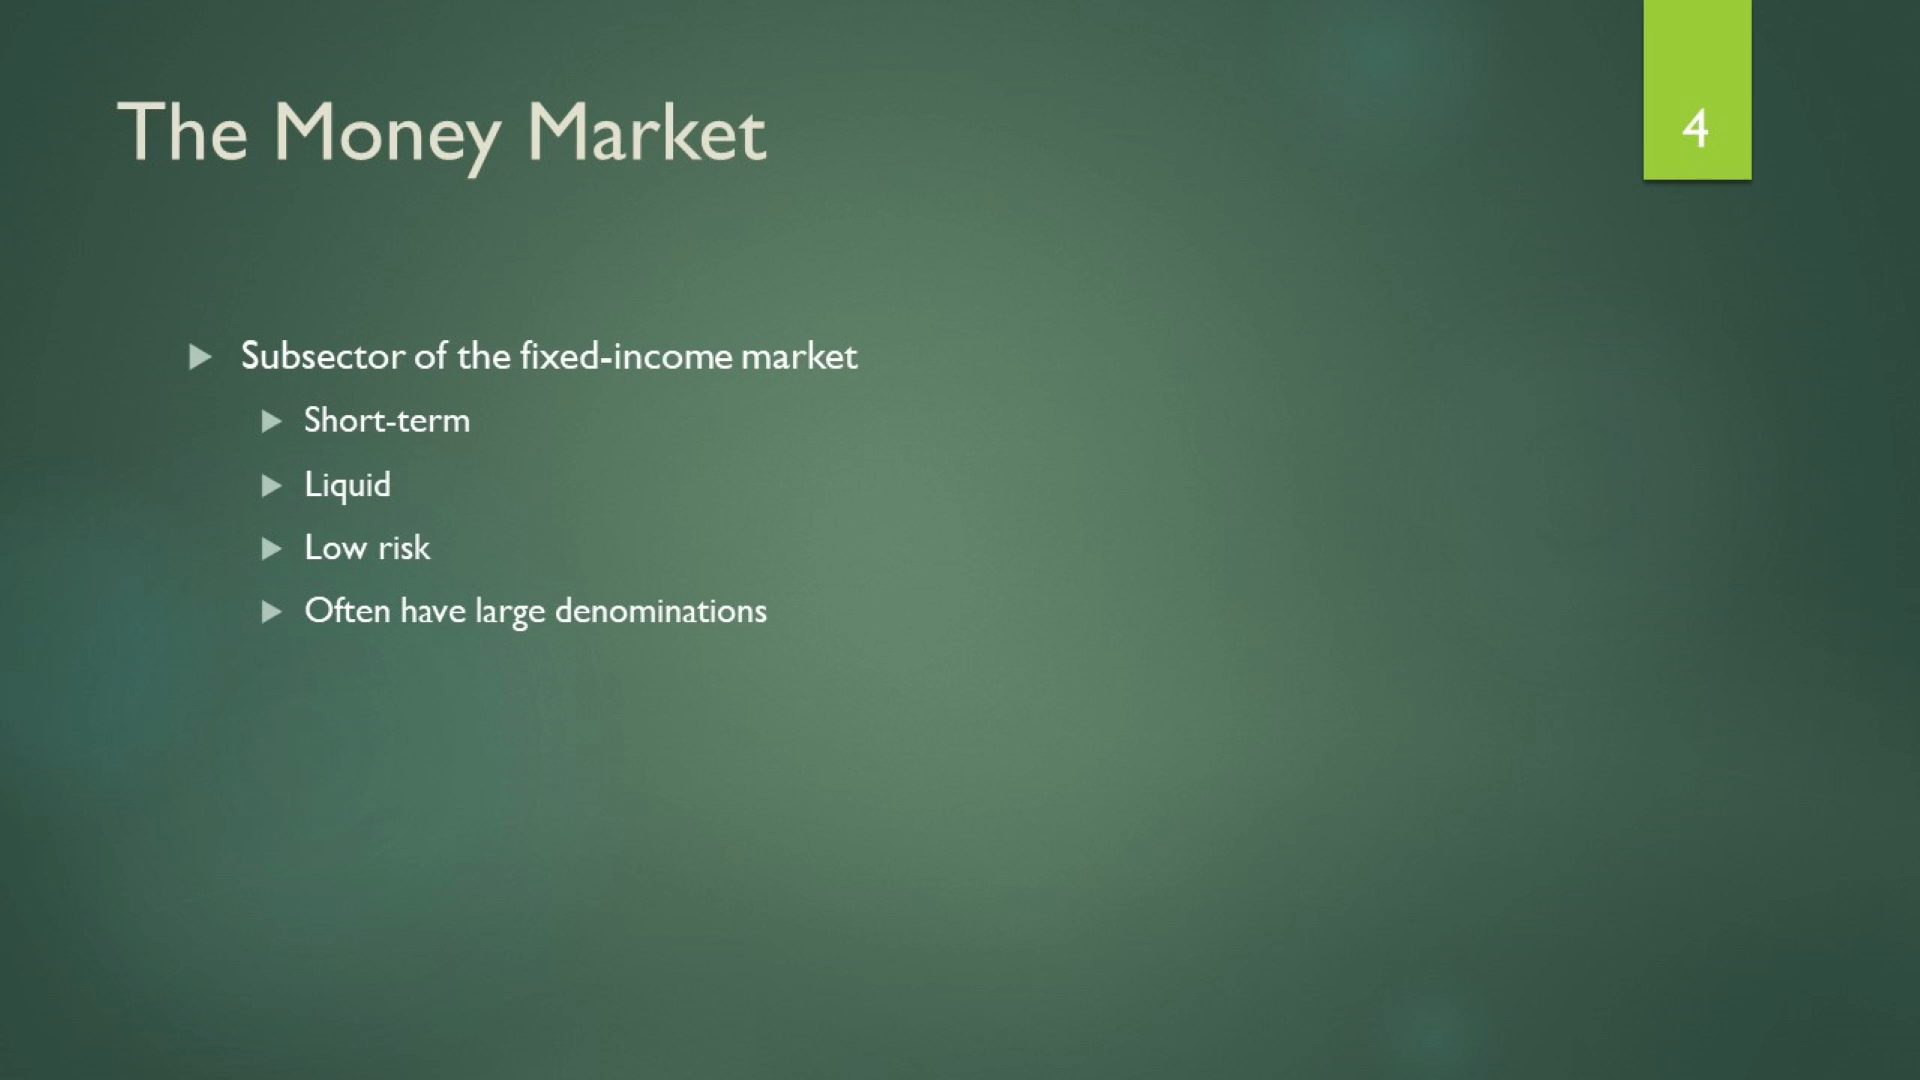 The Money Market
4
Subsector of the fixed-income market
Short-term
Liquid
Low risk
Often have large denominations